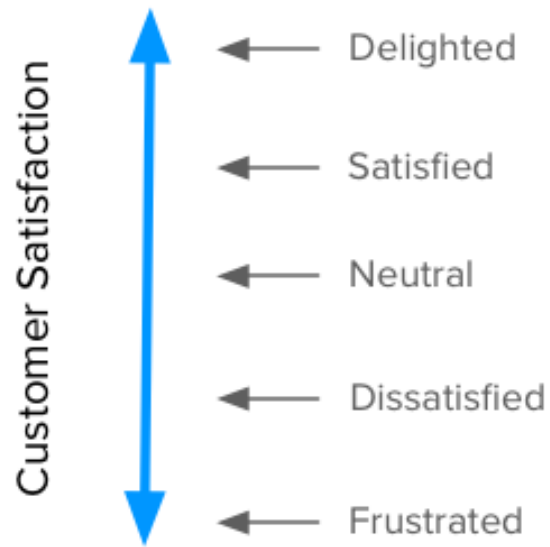 Customer Satisfaction
Delighted
Satisfied
Neutral
Dissatisfied
Frustrated